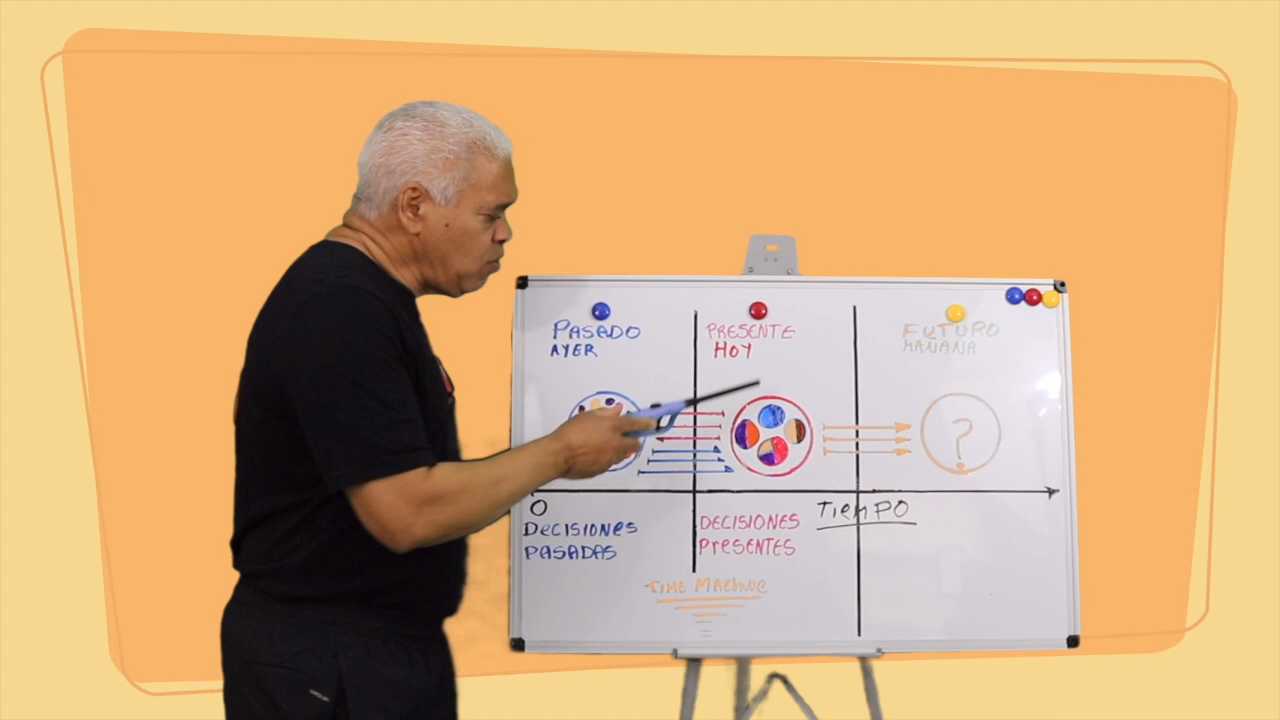 PASADO
AYER
PRESENTE
HOY
FUTURO
MAÑANA
?
O
TIEMPO
DECISIONES
PASADAS
DECISIONES
PRESENTES
TIME MACHINE